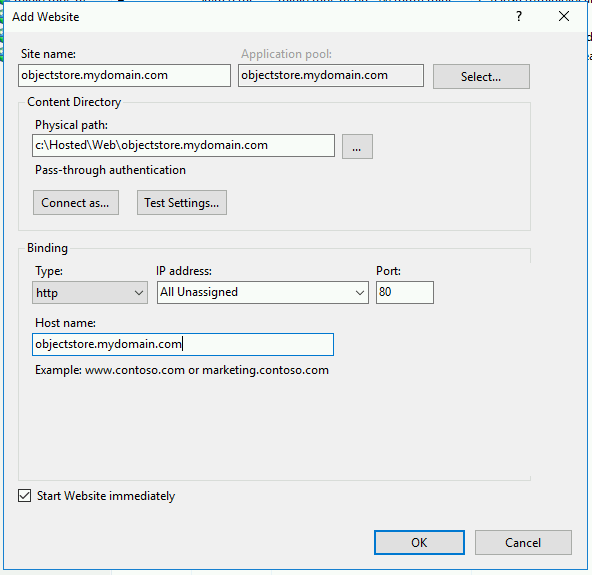 Add Website
?
Site name:
Application pool:
objectstore.mydomain.com
objectstore.mydomain.com
Select...
Content Directory
Physical path:
c:\Hosted\Web\objectstore.mydomain.com
...
Pass-through authentication
Connect as...
Test Settings...
Binding
Type:
IP address:
Port:
http
All Unassigned
80
Host name:
objectstore.mydomain.com
Example: www.contoso.com or marketing.contoso.com
Start Website immediately
OK
Cancel